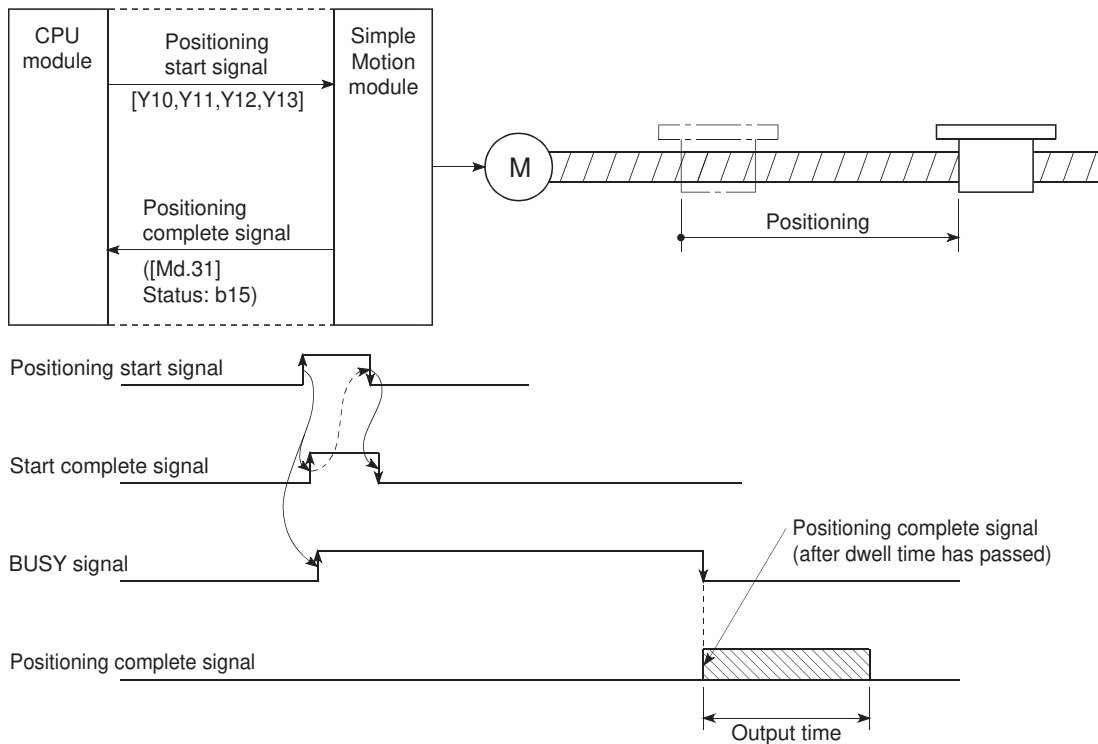 CPU
module
Positioning
start signal
[Y10,Y11,Y12,Y13]
Simple
Motion
module
M
Positioning
complete signal
([Md.31]
Status: b15)
Positioning
Positioning start signal
Start complete signal
BUSY signal
Positioning complete signal
(after dwell time has passed)
Positioning complete signal
Output time